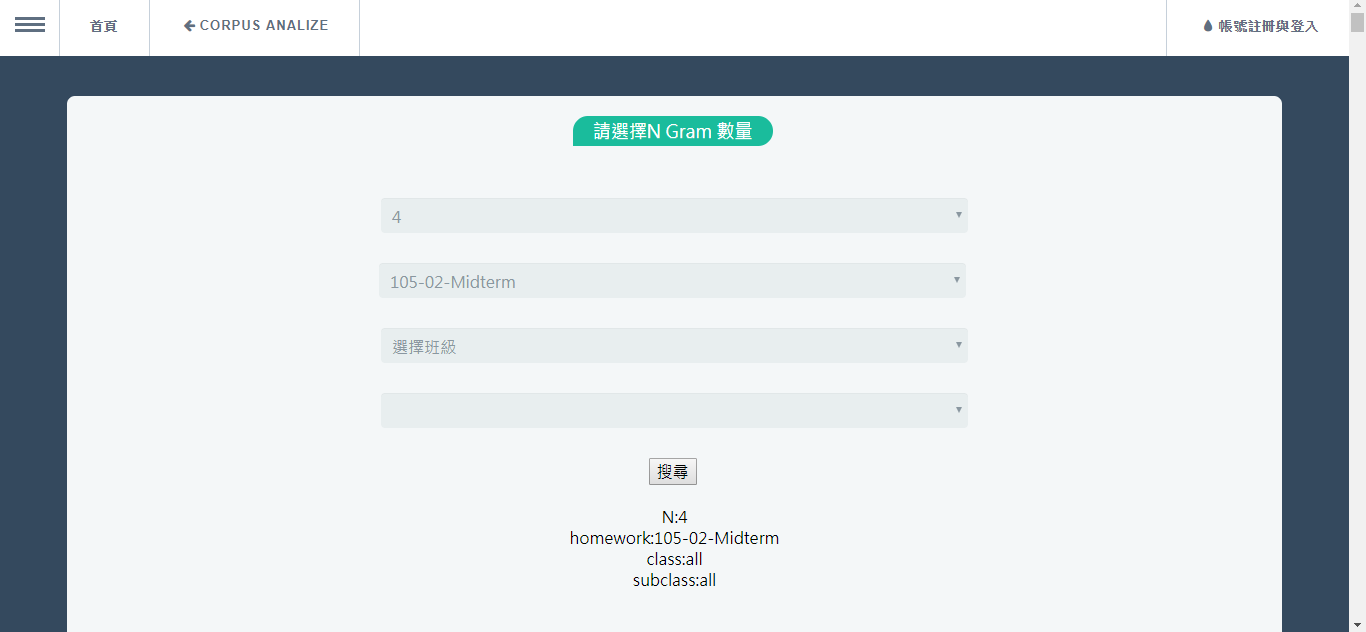 首頁
CORPUS ANALIZE
帳號註冊與登入
請選擇N Gram 數量
4
105-02-Midterm
選擇班級
搜尋
N:4
homework:105-02-Midterm
class:all
subclass:all